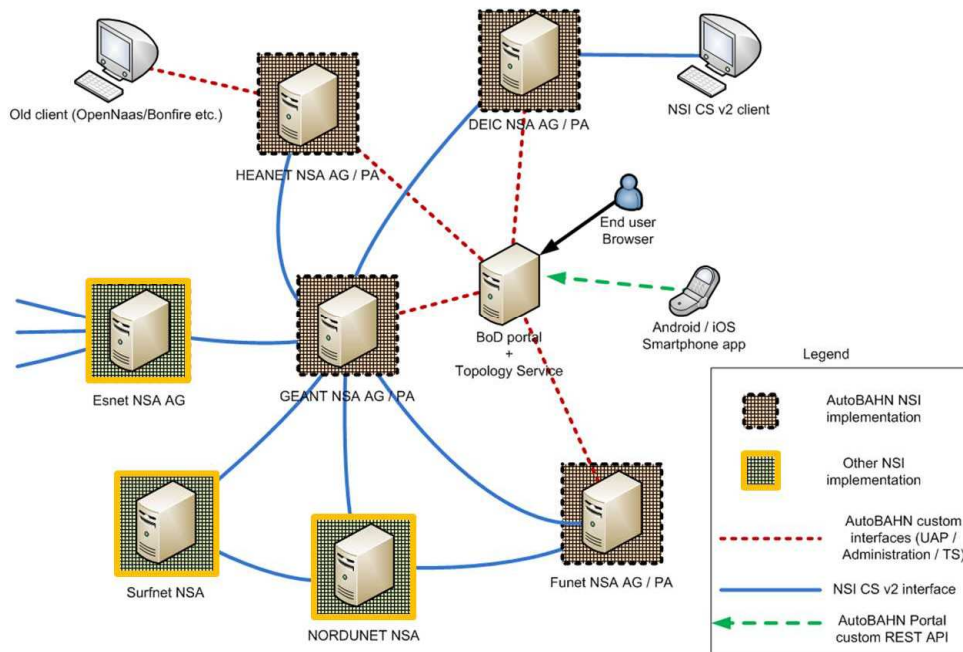 Old client (OpenNaas/Bonfire etc.)
HEANET NSA AG / PA
DEIC NSA AG / PA
NSI CS v2 client
End user
Browser
BoD portal
+
Topology Service
Android / iOS
Smartphone app
Esnet NSA AG
GEANT NSA AG / PA
Surfnet NSA
NORDUNET NSA
Funet NSA AG / PA
Legend
AutoBAHN NSI
implementation
Other NSI
implementation
AutoBAHN custom
interfaces (UAP /
Administration / TS)
NSI CS v2 interface
AutoBAHN Portal
custom REST API